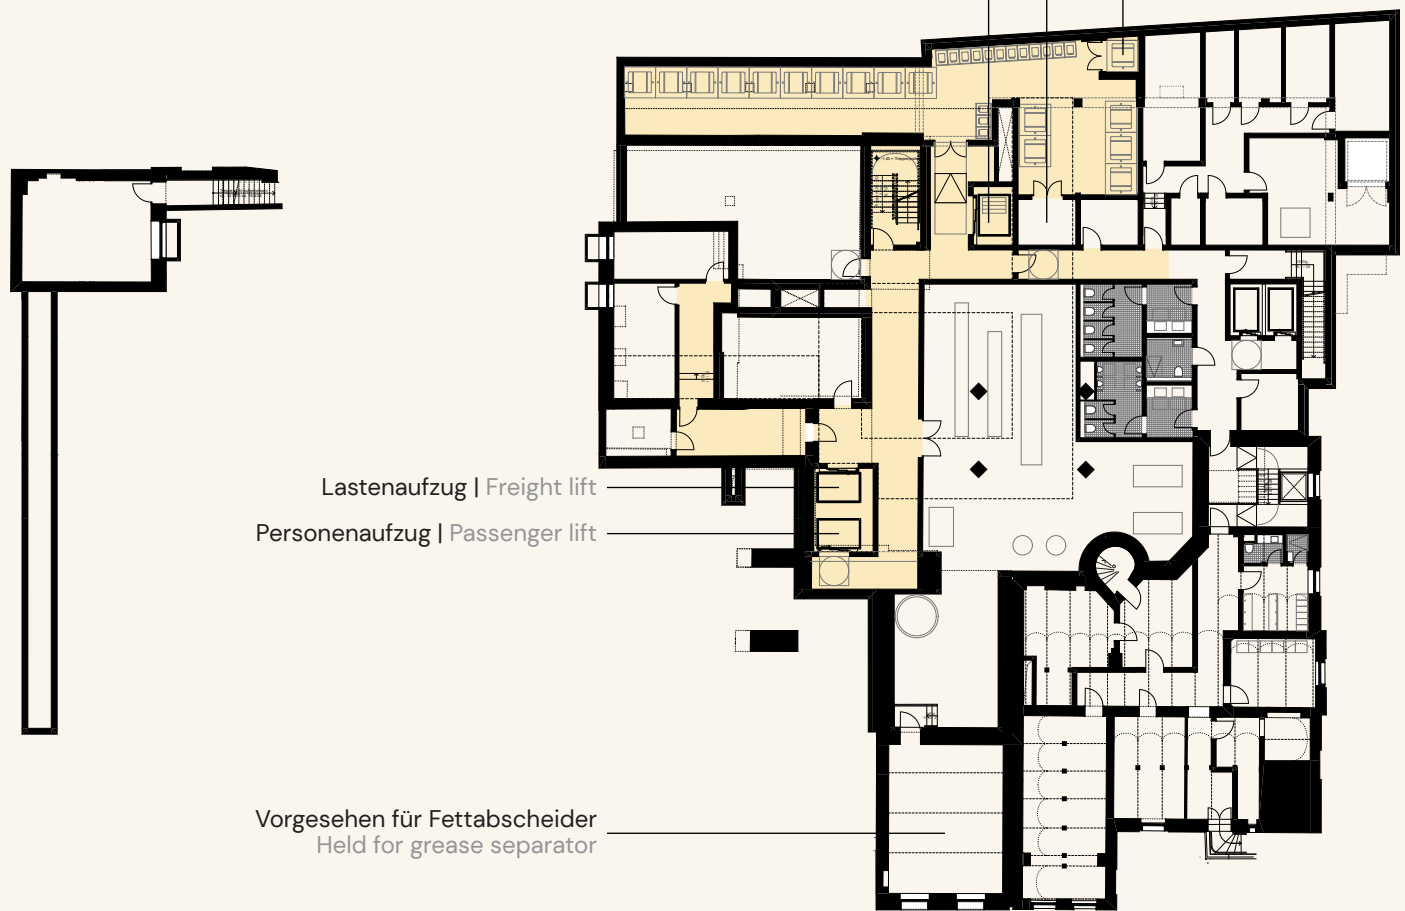 Lastenaufzug | Freight lift
Personenaufzug | Passenger lift
Vorgesehen für Fettabscheider
Held for grease separator